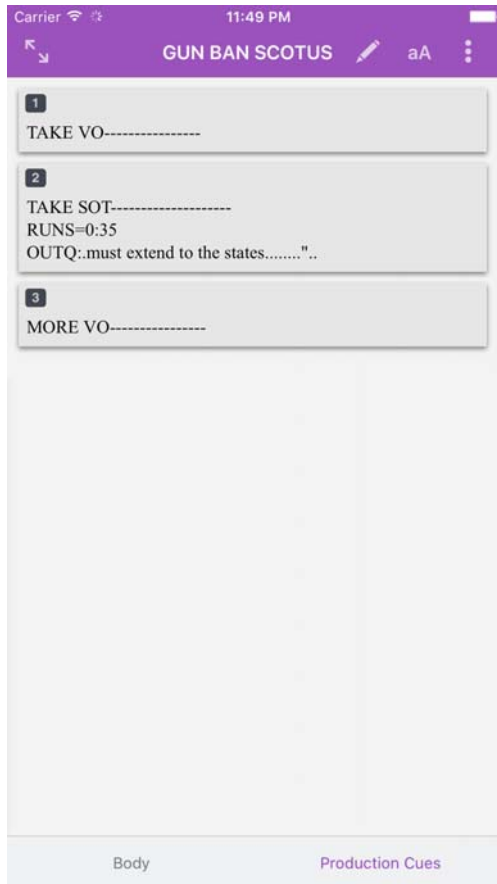 Carrier 11:49 PM
GUN BAN SCOTUS aA
1
TAKE VO----------------
2
TAKE SOT--------------------
RUNS=0:35
OUTQ:.must extend to the states........"..
3
MORE VO----------------
Body Production Cues